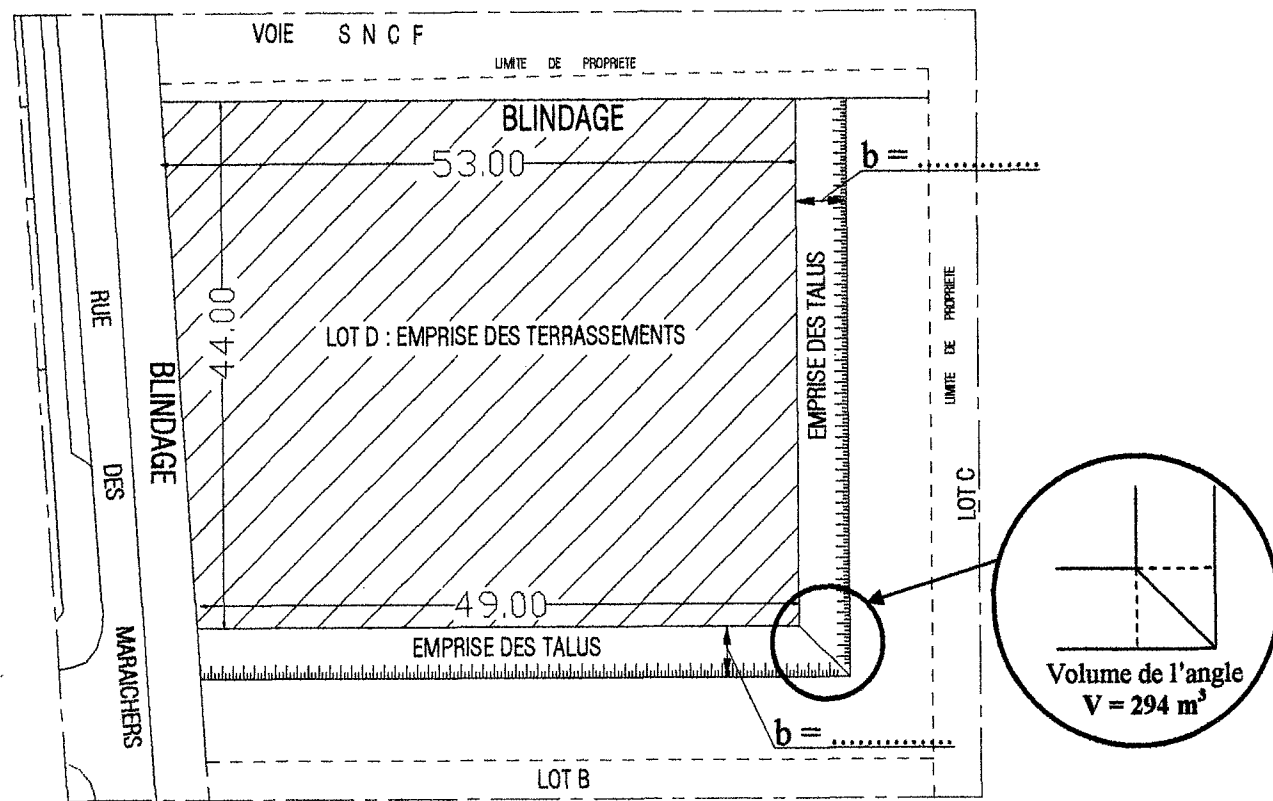 VOIE S N C F
LIMITE DE PROPRIETE
BLINDAGE
53.00
b = ..............
44.00
EMPRISE DES TALUS
LIMITE DE PROPRIETE
RUE DES MARAICHERS
BLINDAGE
LOT D : EMPRISE DES TERRASSEMENTS
LOT C
49.00
EMPRISE DES TALUS
Volume de l'angle
V = 294 m³
b = ..............
LOT B